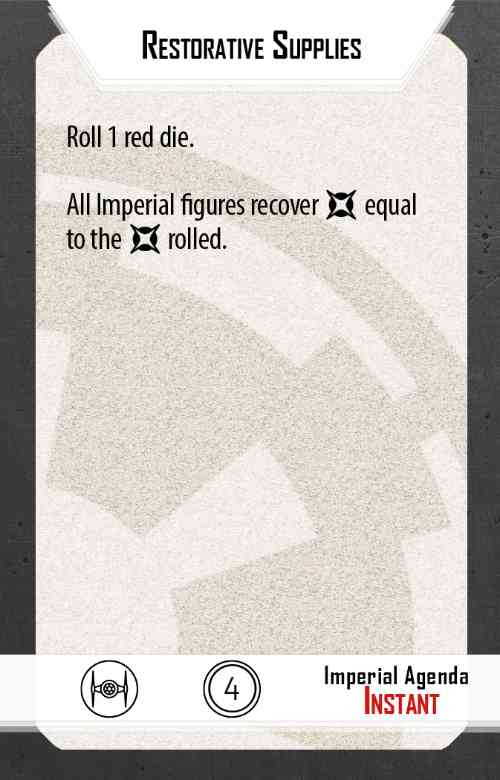 Restorative Supplies
Roll 1 red die.
All Imperial figures recover equal
to the rolled.
4
Imperial Agenda
Instant